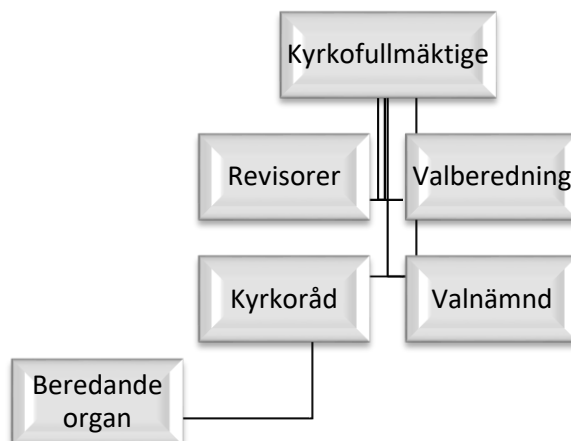 Kyrkofullmäktige
Revisorer
Valberedning
Kyrkoråd
Valnämnd
Beredande
organ